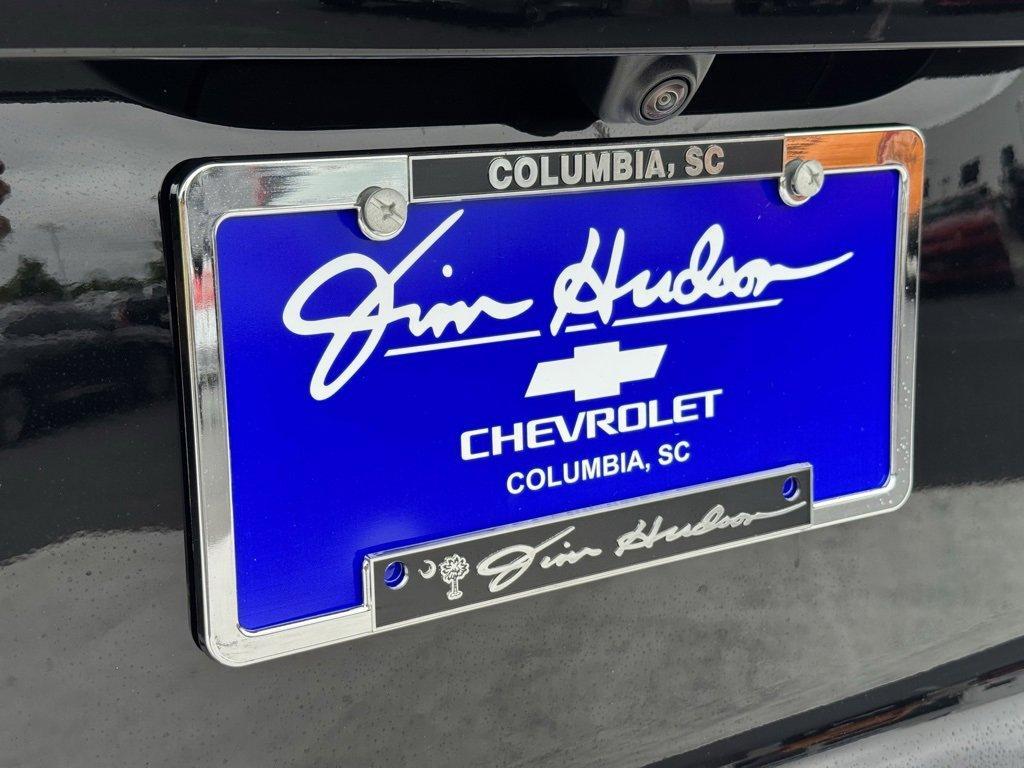 COLUMBIA, SC
Jim Hudson
CHEVROLET
COLUMBIA, SC
Jim Hudson